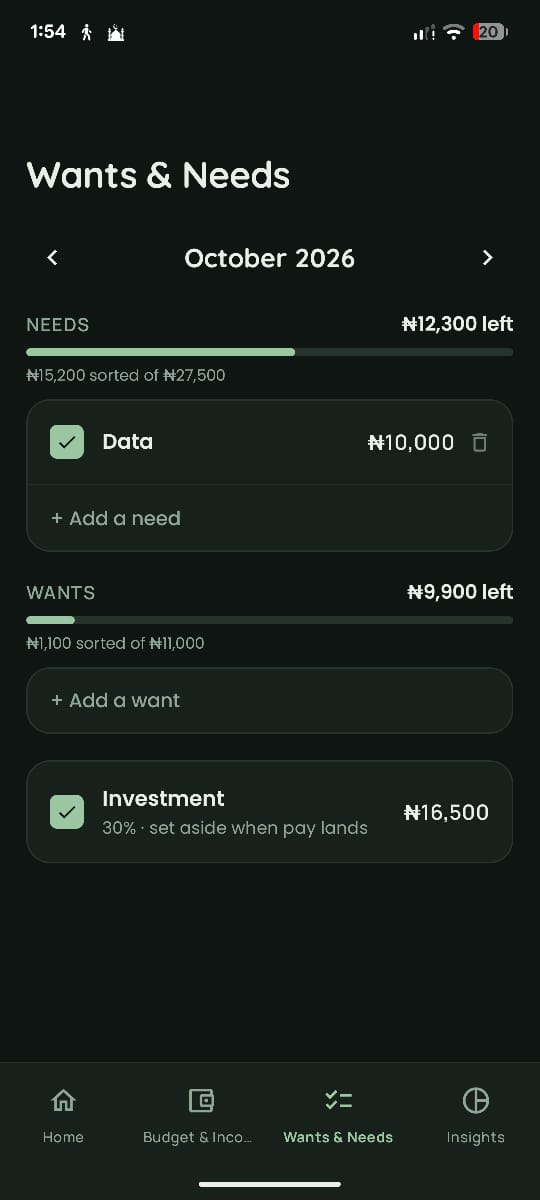 1:54
20
Wants & Needs
October 2026
NEEDS ₦12,300 left
₦15,200 sorted of ₦27,500
Data ₦10,000
+ Add a need
WANTS ₦9,900 left
₦1,100 sorted of ₦11,000
+ Add a want
Investment
30% · set aside when pay lands
₦16,500
Home
Budget & Inco...
Wants & Needs
Insights